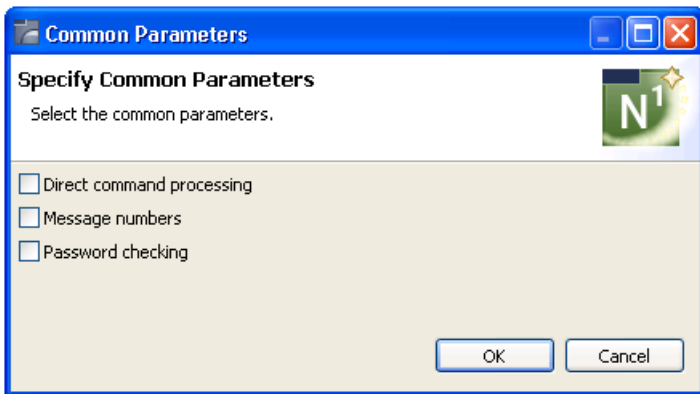 Common Parameters
Specify Common Parameters
Select the common parameters.
N1
Direct command processing
Message numbers
Password checking
OK Cancel